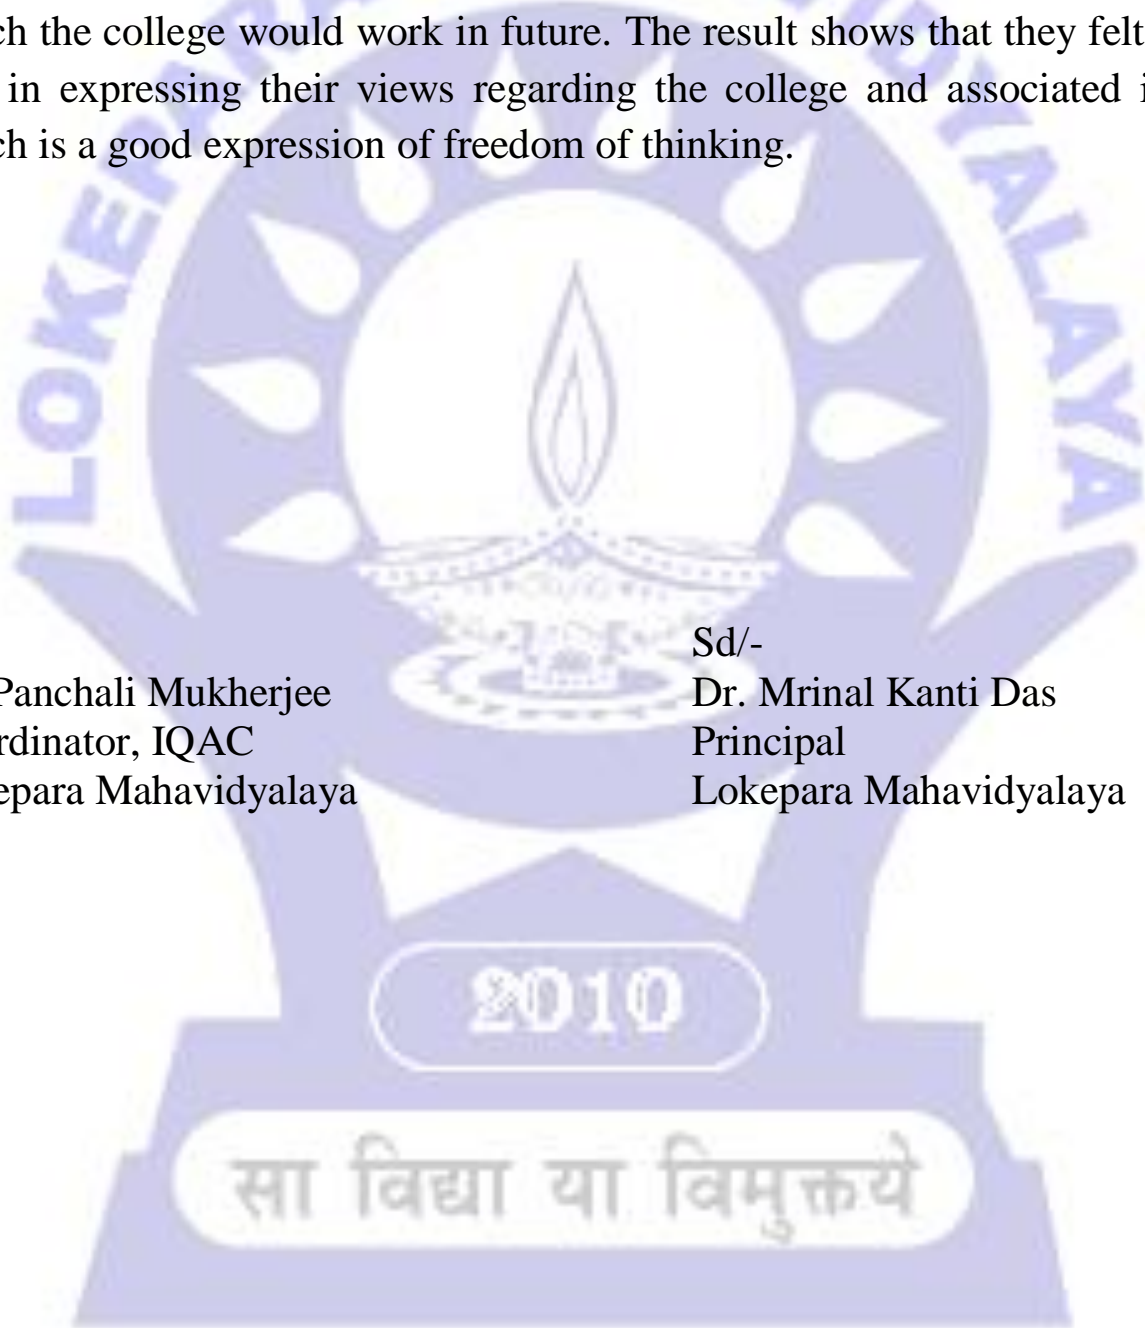 ch the college would work in future. The result shows that they felt
in expressing their views regarding the college and associated i
ch is a good expression of freedom of thinking.
LOKEPARA
VIDYALAYA
Sd/-
Panchali Mukherjee
Dr. Mrinal Kanti Das
rdinator, IQAC
Principal
epara Mahavidyalaya
Lokepara Mahavidyalaya
2010
सा विद्या या विमुक्तये